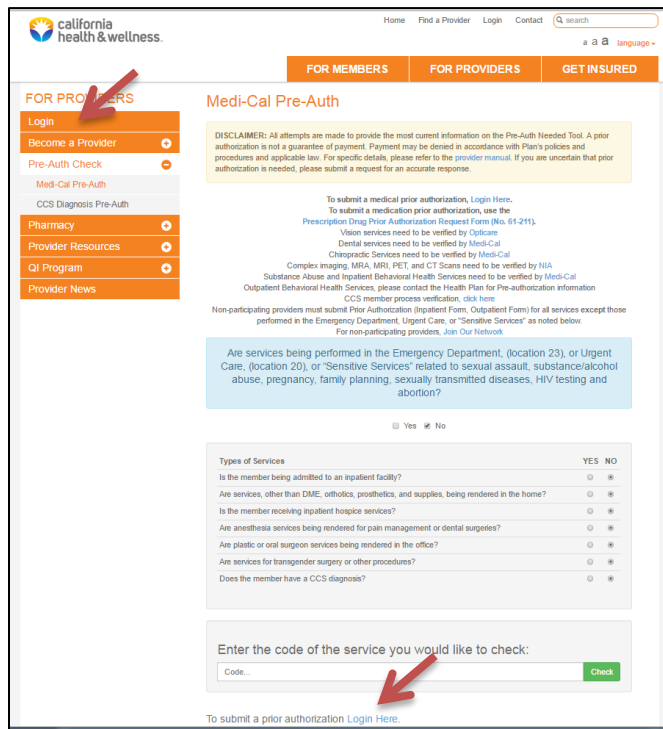 california
health & wellness.
Home Find a Provider Login Contact search
a a a language
FOR MEMBERS FOR PROVIDERS GET INSURED
FOR PROVIDERS
Login
Become a Provider
Pre-Auth Check
Medi-Cal Pre-Auth
CCS Diagnosis Pre-Auth
Pharmacy
Provider Resources
QI Program
Provider News
Medi-Cal Pre-Auth
DISCLAIMER: All attempts are made to provide the most current information on the Pre-Auth Needed Tool. A prior
authorization is not a guarantee of payment. Payment may be denied in accordance with Plan's policies and
procedures and applicable law. For specific details, please refer to the provider manual. If you are uncertain that prior
authorization is needed, please submit a request for an accurate response.
To submit a medical prior authorization, Login Here.
To submit a medication prior authorization, use the
Prescription Drug Prior Authorization Request Form (No. 61-211).
Vision services need to be verified by Opticare
Dental services need to be verified by Medi-Cal
Chiropractic Services need to be verified by Medi-Cal
Complex imaging, MRA, MRI, PET, and CT Scans need to be verified by NIA
Substance Abuse and Inpatient Behavioral Health Services need to be verified by Medi-Cal
Outpatient Behavioral Health Services, please contact the Health Plan for Pre-authorization information
CCS member process verification, click here
Non-participating providers must submit Prior Authorization (Inpatient Form, Outpatient Form) for all services except those
performed in the Emergency Department, Urgent Care, or "Sensitive Services" as noted below.
For non-participating providers, Join Our Network
Are services being performed in the Emergency Department, (location 23), or Urgent
Care, (location 20), or "Sensitive Services" related to sexual assault, substance/alcohol
abuse, pregnancy, family planning, sexually transmitted diseases, HIV testing and
abortion?
Yes No
Types of Services YES NO
Is the member being admitted to an inpatient facility?
Are services, other than DME, orthotics, prosthetics, and supplies, being rendered in the home?
Is the member receiving inpatient hospice services?
Are anesthesia services being rendered for pain management or dental surgeries?
Are plastic or oral surgeon services being rendered in the office?
Are services for transgender surgery or other procedures?
Does the member have a CCS diagnosis?
Enter the code of the service you would like to check:
Code... Check
To submit a prior authorization Login Here.